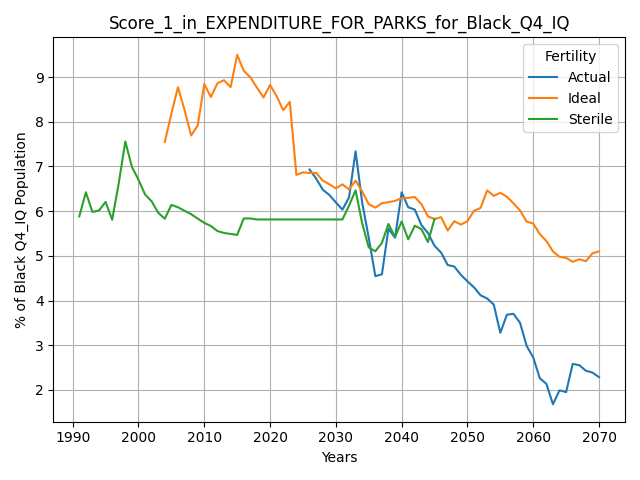 Score_1_in_EXPENDITURE_FOR_PARKS_for_Black_Q4_IQ
Fertility
Actual
Ideal
Sterile
% of Black Q4_IQ Population
9
8
7
6
5
4
3
2
1990 2000 2010 2020 2030 2040 2050 2060 2070
Years